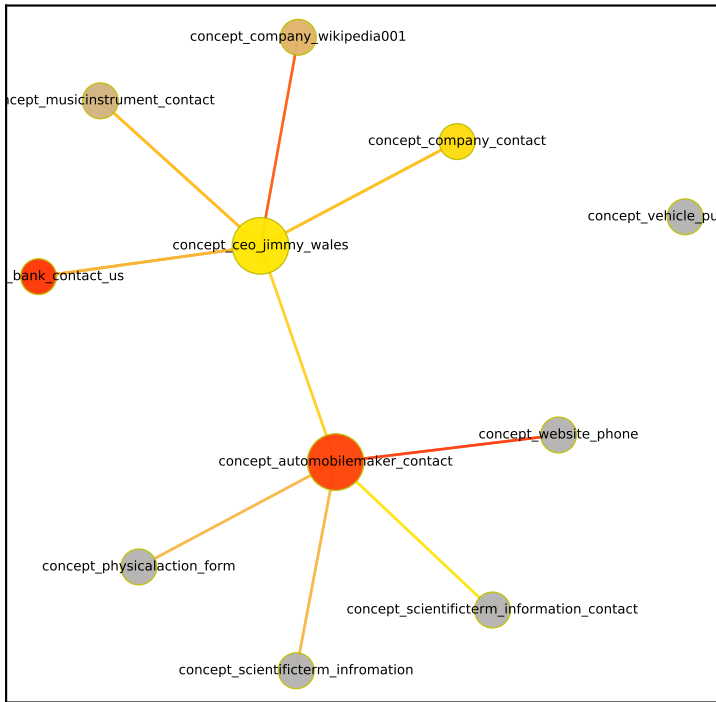 concept_company_wikipedia001
ncept_musicinstrument_contact
concept_company_contact
concept_vehicle_pu
concept_ceo_jimmy_wales
_bank_contact_us
concept_website_phone
concept_automobilemaker_contact
concept_physicalaction_form
concept_scientificterm_information_contact
concept_scientificterm_infromation